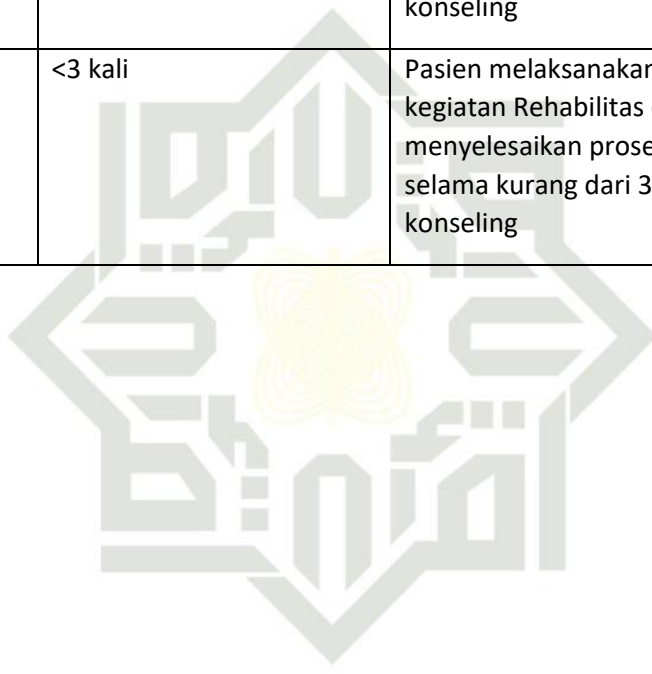 konseling
<3 kali
Pasien melaksanakan
kegiatan Rehabilitas
menyelesaikan prose
selama kurang dari 3
konseling